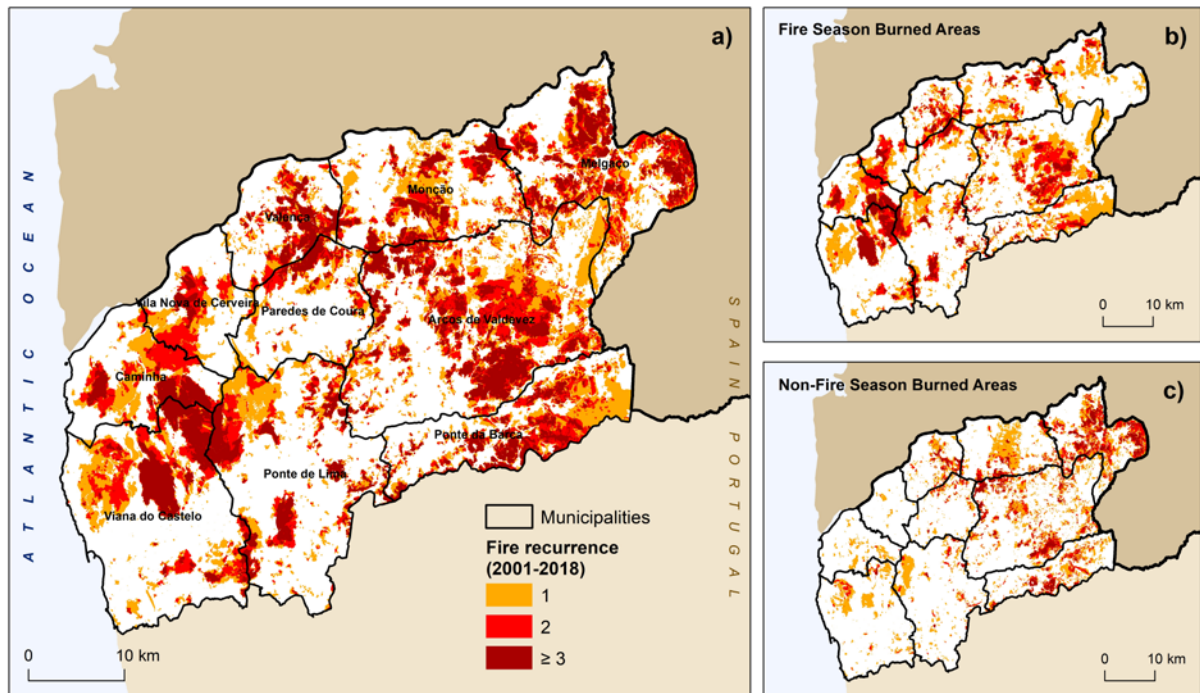 a)
ATLANTIC OCEAN
Melgaço
Monção
Valença
Vila Nova de Cerveira
Paredes de Coura
Arcos de Valdevez
Caminha
Ponte da Barca
Ponte de Lima
Viana do Castelo
SPAIN
PORTUGAL
Municipalities
Fire recurrence
(2001-2018)
1
2
≥ 3
0 10 km
Fire Season Burned Areas
b)
0 10 km
Non-Fire Season Burned Areas
c)
0 10 km